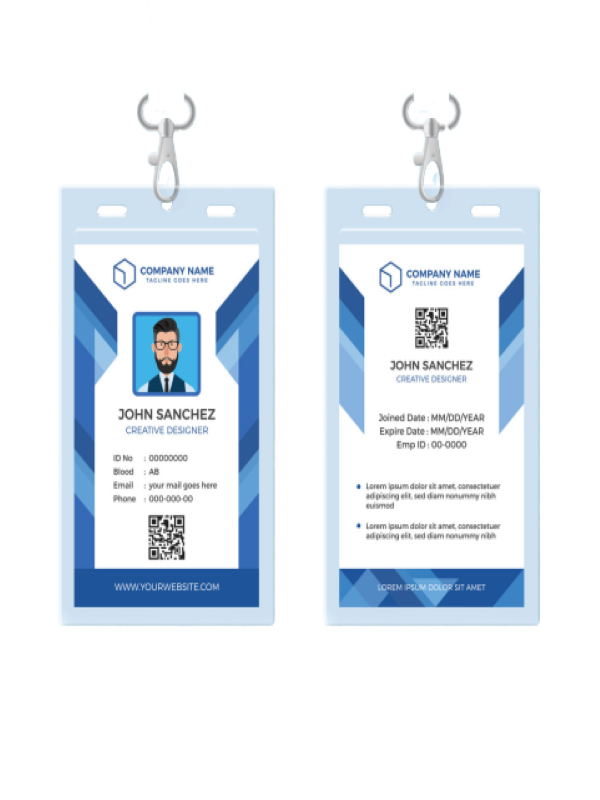 COMPANY NAME
TAGLINE GOES HERE
JOHN SANCHEZ
CREATIVE DESIGNER
ID No : 00000000
Blood : AB
Email : your mail goes here
Phone : 000-000-00
WWW.YOURWEBSITE.COM
COMPANY NAME
TAGLINE GOES HERE
JOHN SANCHEZ
CREATIVE DESIGNER
Joined Date : MM/DD/YEAR
Expire Date : MM/DD/YEAR
Emp ID : 00-0000
Lorem ipsum dolor sit amet, consectetuer
adipiscing elit, sed diam nonummy nibh
euismod
Lorem ipsum dolor sit amet, consectetuer
adipiscing elit, sed diam nonummy nibh
LOREM IPSUM DOLOR SIT AMET